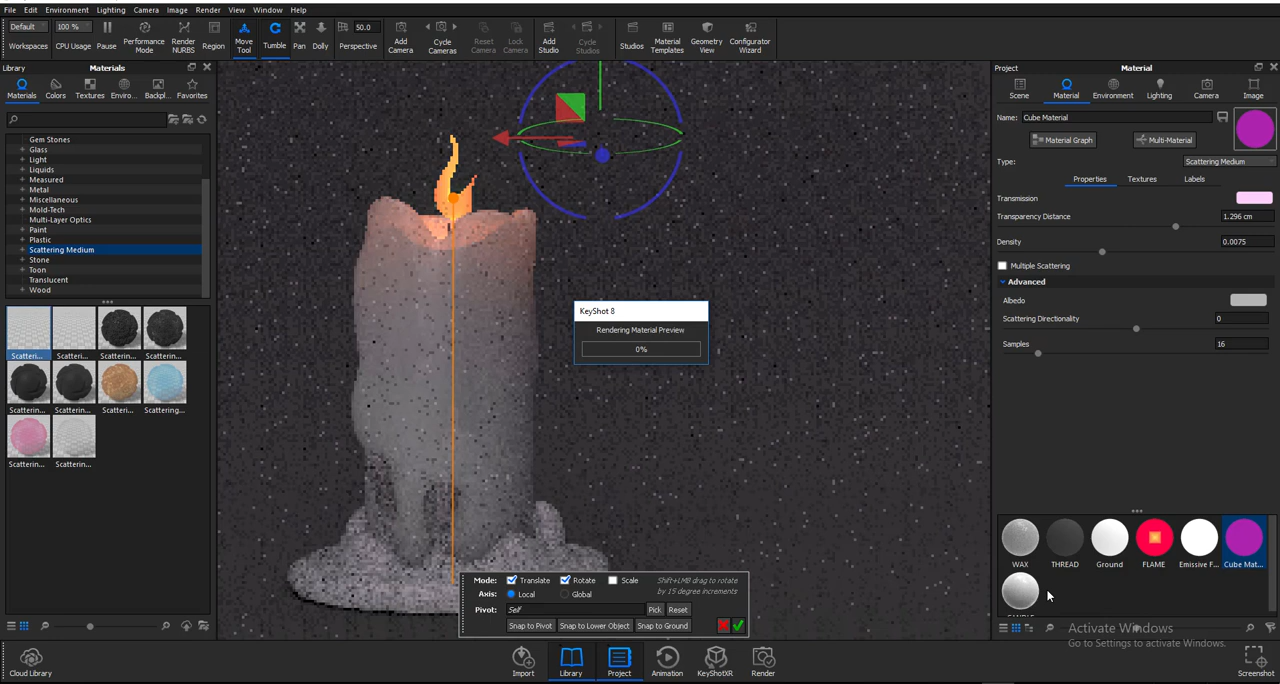 File Edit Environment Lighting Camera Image Render View Window Help
Default 100 % 50.0
Workspaces CPU Usage Pause Performance Mode Render NURBS Region Move Tool Tumble Pan Dolly Perspective Add Camera Cycle Cameras Reset Camera Lock Camera Add Studio Cycle Studios Studios Material Templates Geometry View Configurator Wizard
Library Materials
Materials Colors Textures Enviro... Backpl... Favorites
Gem Stones
Glass
Light
Liquids
Measured
Metal
Miscellaneous
Mold-Tech
Multi-Layer Optics
Paint
Plastic
Scattering Medium
Stone
Toon
Translucent
Wood
Scatteri... Scatteri... Scatterin... Scatterin...
Scatterin... Scatterin... Scatteri... Scattering...
Scatterin... Scatterin...
KeyShot 8
Rendering Material Preview
0%
Mode: Translate Rotate Scale Shift+LMB drag to rotate by 15 degree increments
Axis: Local Global
Pivot: Self Pick Reset
Snap to Pivot Snap to Lower Object Snap to Ground
Project Material
Scene Material Environment Lighting Camera Image
Name: Cube Material
Material Graph Multi-Material
Type: Scattering Medium
Properties Textures Labels
Transmission
Transparency Distance 1.296 cm
Density 0.0075
Multiple Scattering
Advanced
Albedo
Scattering Directionality 0
Samples 16
WAX THREAD Ground FLAME Emissive F... Cube Mat...
Activate Windows
Go to Settings to activate Windows.
Cloud Library Import Library Project Animation KeyShotXR Render Screenshot